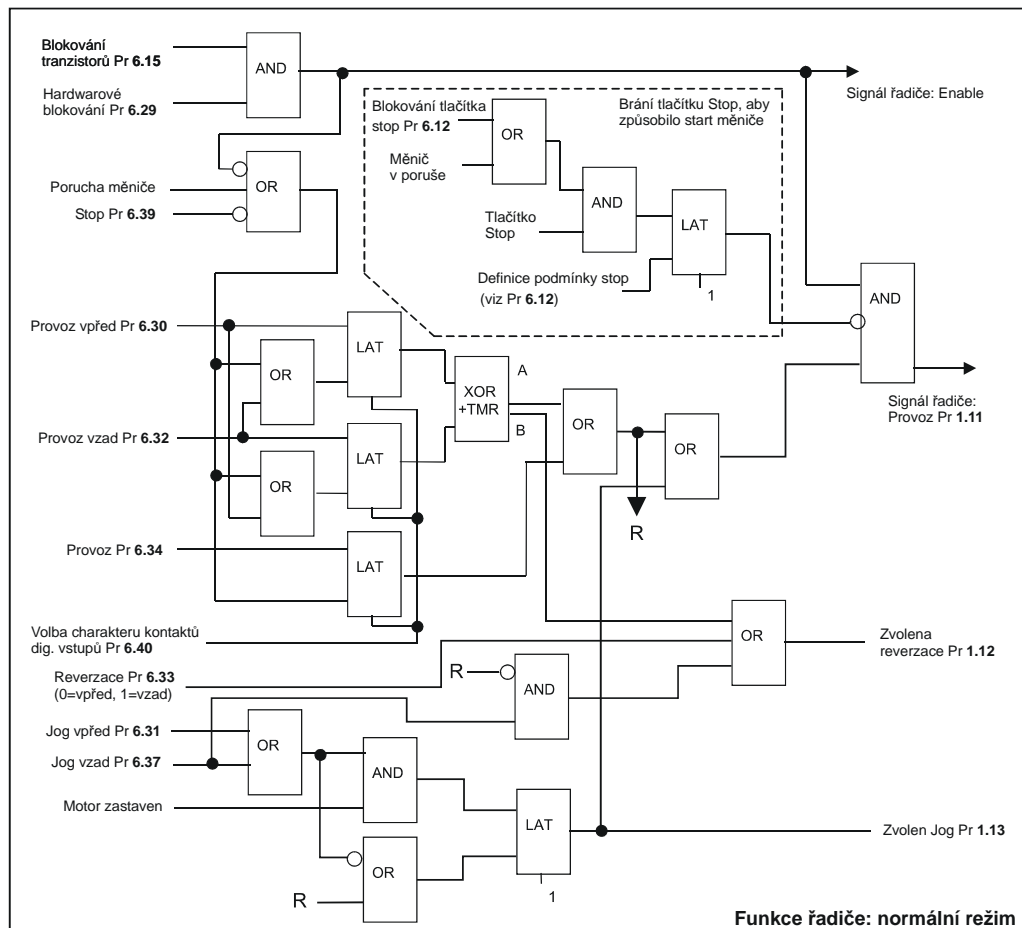 Blokování
tranzistorů Pr 6.15
AND
Signál řadiče: Enable
Hardwarové
blokování Pr 6.29
Blokování tlačítka
stop Pr 6.12
OR
Brání tlačítku Stop, aby
způsobilo start měniče
Měnič
v poruše
OR
Porucha měniče
Stop Pr 6.39
AND
Tlačítko
Stop
LAT
Definice podmínky stop
(viz Pr 6.12)
1
AND
Provoz vpřed Pr 6.30
LAT
OR
XOR
+TMR
A
B
Signál řadiče:
Provoz Pr 1.11
Provoz vzad Pr 6.32
LAT
OR
OR
OR
R
Provoz Pr 6.34
LAT
Volba charakteru kontaktů
dig. vstupů Pr 6.40
OR
Zvolena
reverzace Pr 1.12
Reverzace Pr 6.33
(0=vpřed, 1=vzad)
R
AND
Jog vpřed Pr 6.31
Jog vzad Pr 6.37
OR
AND
Motor zastaven
LAT
Zvolen Jog Pr 1.13
OR
R
1
Funkce řadiče: normální režim